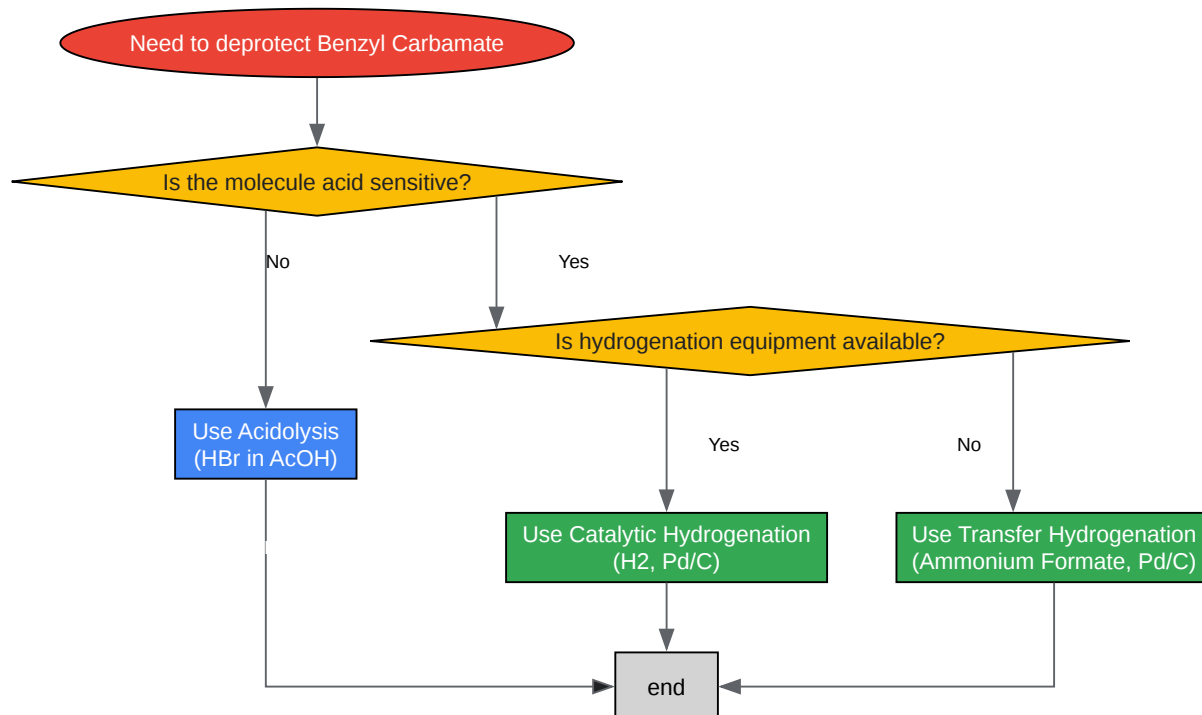 Need to deprotect Benzyl Carbamate
Is the molecule acid sensitive?
No
Yes
Is hydrogenation equipment available?
Use Acidolysis
(HBr in AcOH)
Yes
No
Use Catalytic Hydrogenation
(H2, Pd/C)
Use Transfer Hydrogenation
(Ammonium Formate, Pd/C)
end